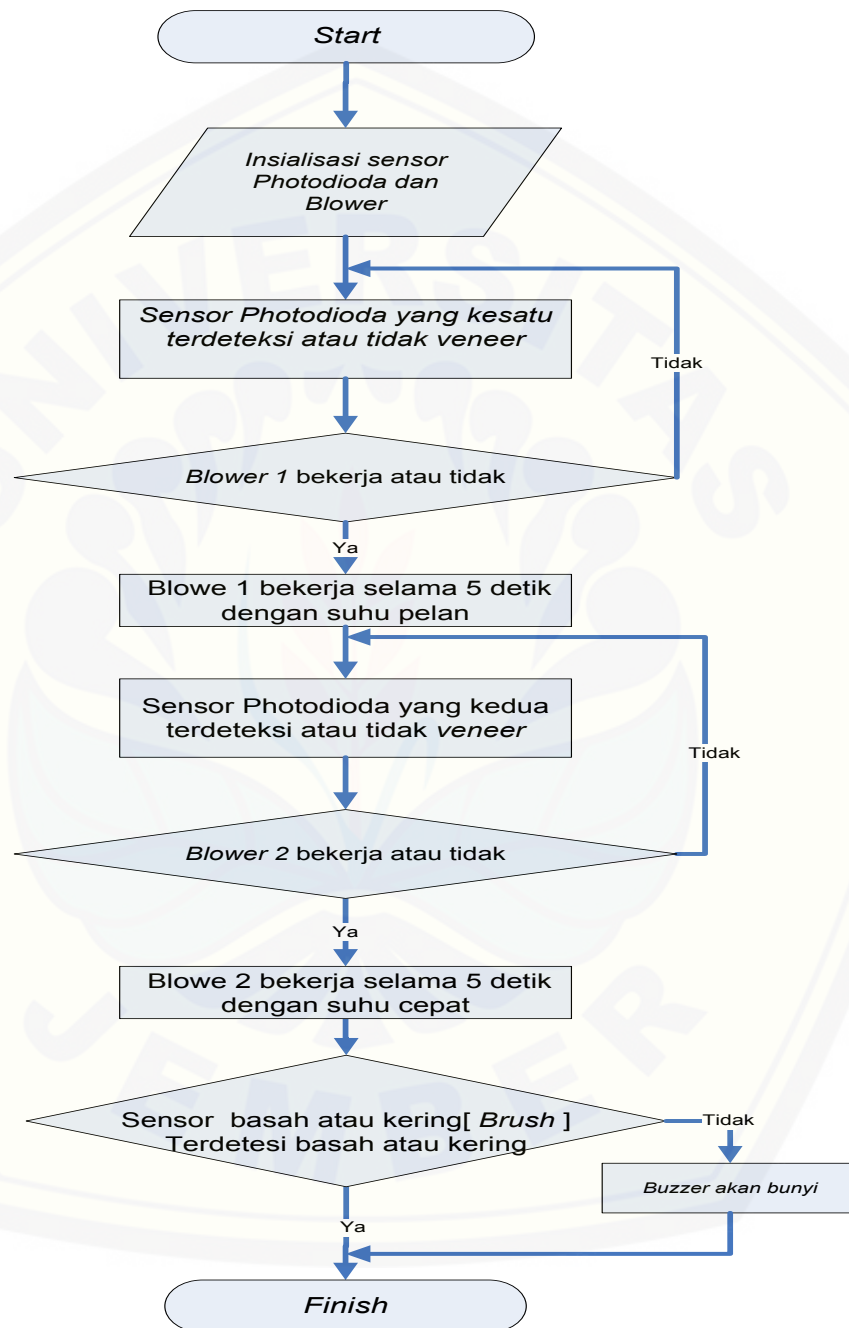 Start
Insialisasi sensor
Photodioda dan
Blower
Sensor Photodioda yang kesatu
terdeteksi atau tidak veneer
Tidak
Blower 1 bekerja atau tidak
Ya
Blowe 1 bekerja selama 5 detik
dengan suhu pelan
Sensor Photodioda yang kedua
terdeteksi atau tidak veneer
Tidak
Blower 2 bekerja atau tidak
Ya
Blowe 2 bekerja selama 5 detik
dengan suhu cepat
Sensor basah atau kering[ Brush ]
Terdetesi basah atau kering
Tidak
Buzzer akan bunyi
Ya
Finish
UNIVERSITAS
JEMBER